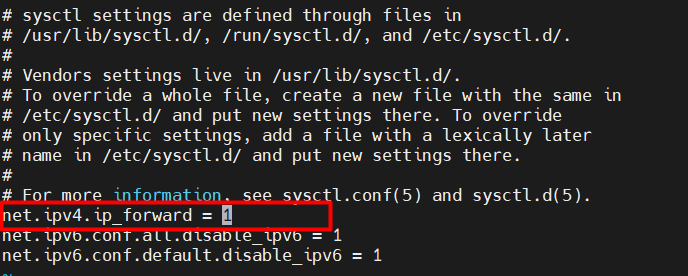 # sysctl settings are defined through files in
# /usr/lib/sysctl.d/, /run/sysctl.d/, and /etc/sysctl.d/.
#
# Vendors settings live in /usr/lib/sysctl.d/.
# To override a whole file, create a new file with the same in
# /etc/sysctl.d/ and put new settings there. To override
# only specific settings, add a file with a lexically later
# name in /etc/sysctl.d/ and put new settings there.
#
# For more information, see sysctl.conf(5) and sysctl.d(5).
net.ipv4.ip_forward = 1
net.ipv6.conf.all.disable_ipv6 = 1
net.ipv6.conf.default.disable_ipv6 = 1